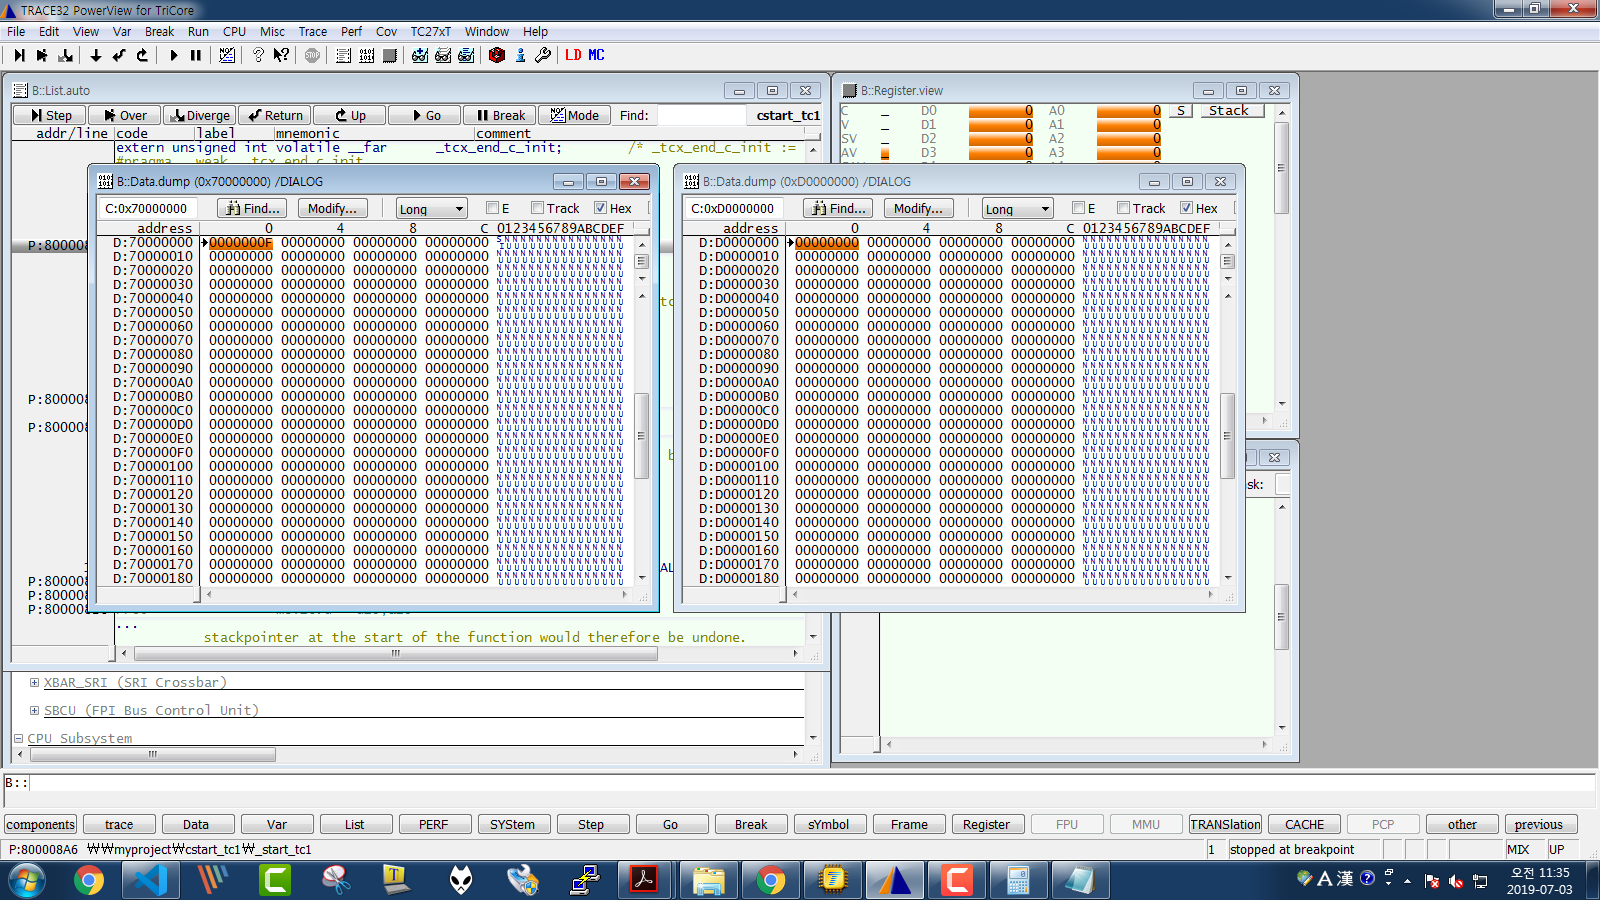 TRACE32 PowerView for TriCore
File Edit View Var Break Run CPU Misc Trace Perf Cov TC27xT Window Help
LD MC
B::List.auto
Step Over Diverge Return Up Go Break Mode Find: cstart_tc1
addr/line code label mnemonic comment
extern unsigned int volatile __far _tcx_end_c_init; /* _tcx_end_c_init :=
#pragma weak _tcx_end_c_init
B::Register.view
C _ D0 0 A0 0 S Stack
V _ D1 0 A1 0
SV _ D2 0 A2 0
AV _ D3 0 A3 0
B::Data.dump (0x70000000) /DIALOG
C:0x70000000 Find... Modify... Long E Track Hex
address 0 4 8 C 0123456789ABCDEF
D:70000000 0000000F 00000000 00000000 00000000
D:70000010 00000000 00000000 00000000 00000000
D:70000020 00000000 00000000 00000000 00000000
D:70000030 00000000 00000000 00000000 00000000
D:70000040 00000000 00000000 00000000 00000000
D:70000050 00000000 00000000 00000000 00000000
D:70000060 00000000 00000000 00000000 00000000
D:70000070 00000000 00000000 00000000 00000000
D:70000080 00000000 00000000 00000000 00000000
D:70000090 00000000 00000000 00000000 00000000
D:700000A0 00000000 00000000 00000000 00000000
D:700000B0 00000000 00000000 00000000 00000000
D:700000C0 00000000 00000000 00000000 00000000
D:700000D0 00000000 00000000 00000000 00000000
D:700000E0 00000000 00000000 00000000 00000000
D:700000F0 00000000 00000000 00000000 00000000
D:70000100 00000000 00000000 00000000 00000000
D:70000110 00000000 00000000 00000000 00000000
D:70000120 00000000 00000000 00000000 00000000
D:70000130 00000000 00000000 00000000 00000000
D:70000140 00000000 00000000 00000000 00000000
D:70000150 00000000 00000000 00000000 00000000
D:70000160 00000000 00000000 00000000 00000000
D:70000170 00000000 00000000 00000000 00000000
D:70000180 00000000 00000000 00000000 00000000
B::Data.dump (0xD0000000) /DIALOG
C:0xD0000000 Find... Modify... Long E Track Hex
address 0 4 8 C 0123456789ABCDEF
D:D0000000 00000000 00000000 00000000 00000000
D:D0000010 00000000 00000000 00000000 00000000
D:D0000020 00000000 00000000 00000000 00000000
D:D0000030 00000000 00000000 00000000 00000000
D:D0000040 00000000 00000000 00000000 00000000
D:D0000050 00000000 00000000 00000000 00000000
D:D0000060 00000000 00000000 00000000 00000000
D:D0000070 00000000 00000000 00000000 00000000
D:D0000080 00000000 00000000 00000000 00000000
D:D0000090 00000000 00000000 00000000 00000000
D:D00000A0 00000000 00000000 00000000 00000000
D:D00000B0 00000000 00000000 00000000 00000000
D:D00000C0 00000000 00000000 00000000 00000000
D:D00000D0 00000000 00000000 00000000 00000000
D:D00000E0 00000000 00000000 00000000 00000000
D:D00000F0 00000000 00000000 00000000 00000000
D:D0000100 00000000 00000000 00000000 00000000
D:D0000110 00000000 00000000 00000000 00000000
D:D0000120 00000000 00000000 00000000 00000000
D:D0000130 00000000 00000000 00000000 00000000
D:D0000140 00000000 00000000 00000000 00000000
D:D0000150 00000000 00000000 00000000 00000000
D:D0000160 00000000 00000000 00000000 00000000
D:D0000170 00000000 00000000 00000000 00000000
D:D0000180 00000000 00000000 00000000 00000000
P:80000
P:80000
P:80000
P:80000
P:80000
P:80000
sk:
...
stackpointer at the start of the function would therefore be undone.
XBAR_SRI (SRI Crossbar)
SBCU (FPI Bus Control Unit)
CPU Subsystem
B::
components trace Data Var List PERF SYStem Step Go Break sYmbol Frame Register FPU MMU TRANSlation CACHE PCP other previous
P:800008A6 ₩₩myproject₩cstart_tc1₩_start_tc1 1 stopped at breakpoint MIX UP
A 漢 오전 11:35
2019-07-03